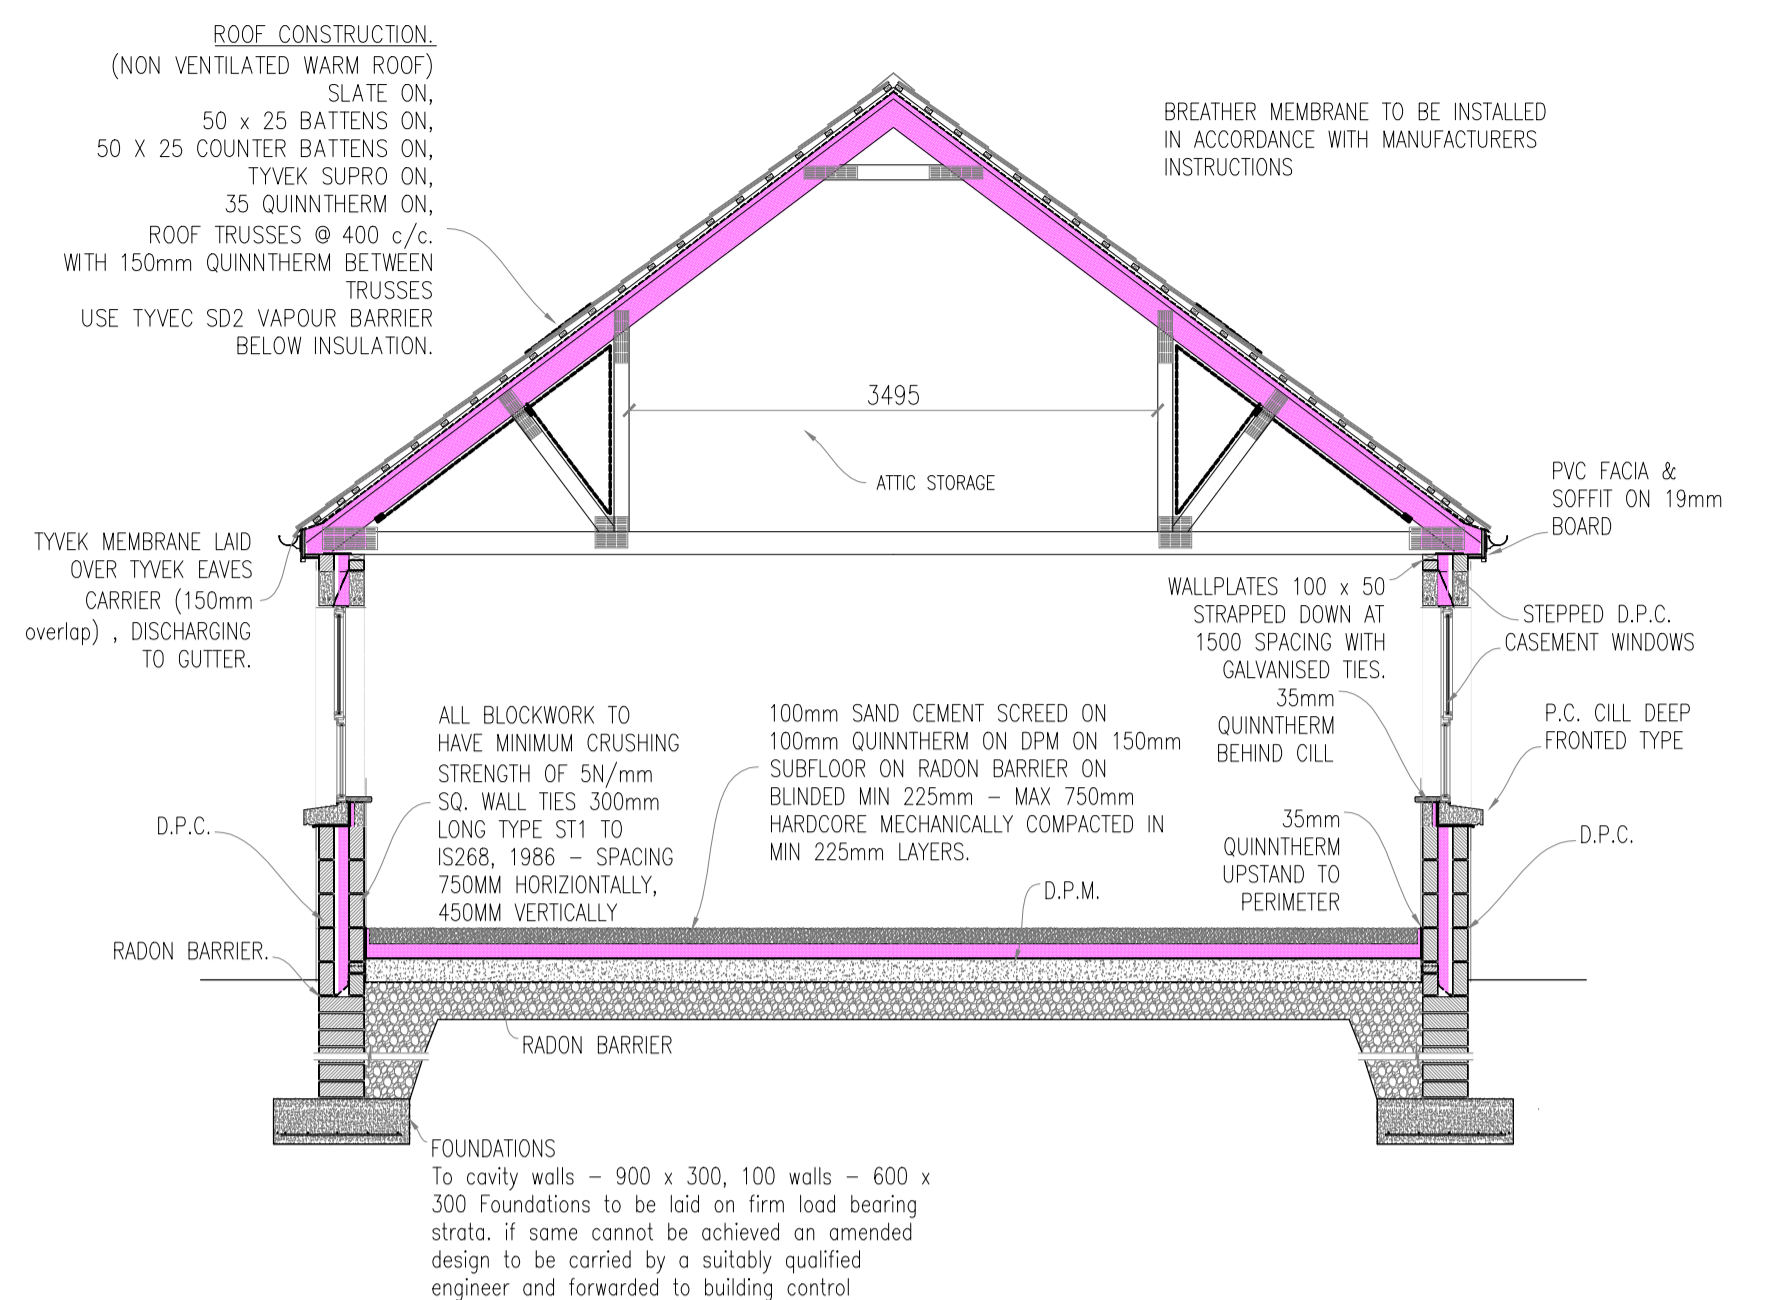 ROOF CONSTRUCTION.
(NON VENTILATED WARM ROOF)
SLATE ON,
50 x 25 BATTENS ON,
50 X 25 COUNTER BATTENS ON,
TYVEK SUPRO ON,
35 QUINNTHERM ON,
ROOF TRUSSES @ 400 c/c.
WITH 150mm QUINNTHERM BETWEEN
TRUSSES
USE TYVEC SD2 VAPOUR BARRIER
BELOW INSULATION.
BREATHER MEMBRANE TO BE INSTALLED
IN ACCORDANCE WITH MANUFACTURERS
INSTRUCTIONS
3495
ATTIC STORAGE
PVC FACIA &
SOFFIT ON 19mm
BOARD
TYVEK MEMBRANE LAID
OVER TYVEK EAVES
CARRIER (150mm
overlap) , DISCHARGING
TO GUTTER.
WALLPLATES 100 x 50
STRAPPED DOWN AT
1500 SPACING WITH
GALVANISED TIES.
STEPPED D.P.C.
CASEMENT WINDOWS
35mm
QUINNTHERM
BEHIND CILL
P.C. CILL DEEP
FRONTED TYPE
ALL BLOCKWORK TO
HAVE MINIMUM CRUSHING
STRENGTH OF 5N/mm
SQ. WALL TIES 300mm
LONG TYPE ST1 TO
IS268, 1986 – SPACING
750MM HORIZIONTALLY,
450MM VERTICALLY
100mm SAND CEMENT SCREED ON
100mm QUINNTHERM ON DPM ON 150mm
SUBFLOOR ON RADON BARRIER ON
BLINDED MIN 225mm – MAX 750mm
HARDCORE MECHANICALLY COMPACTED IN
MIN 225mm LAYERS.
35mm
QUINNTHERM
UPSTAND TO
PERIMETER
D.P.C.
D.P.C.
D.P.M.
RADON BARRIER.
RADON BARRIER
FOUNDATIONS
To cavity walls – 900 x 300, 100 walls – 600 x
300 Foundations to be laid on firm load bearing
strata. if same cannot be achieved an amended
design to be carried by a suitably qualified
engineer and forwarded to building control